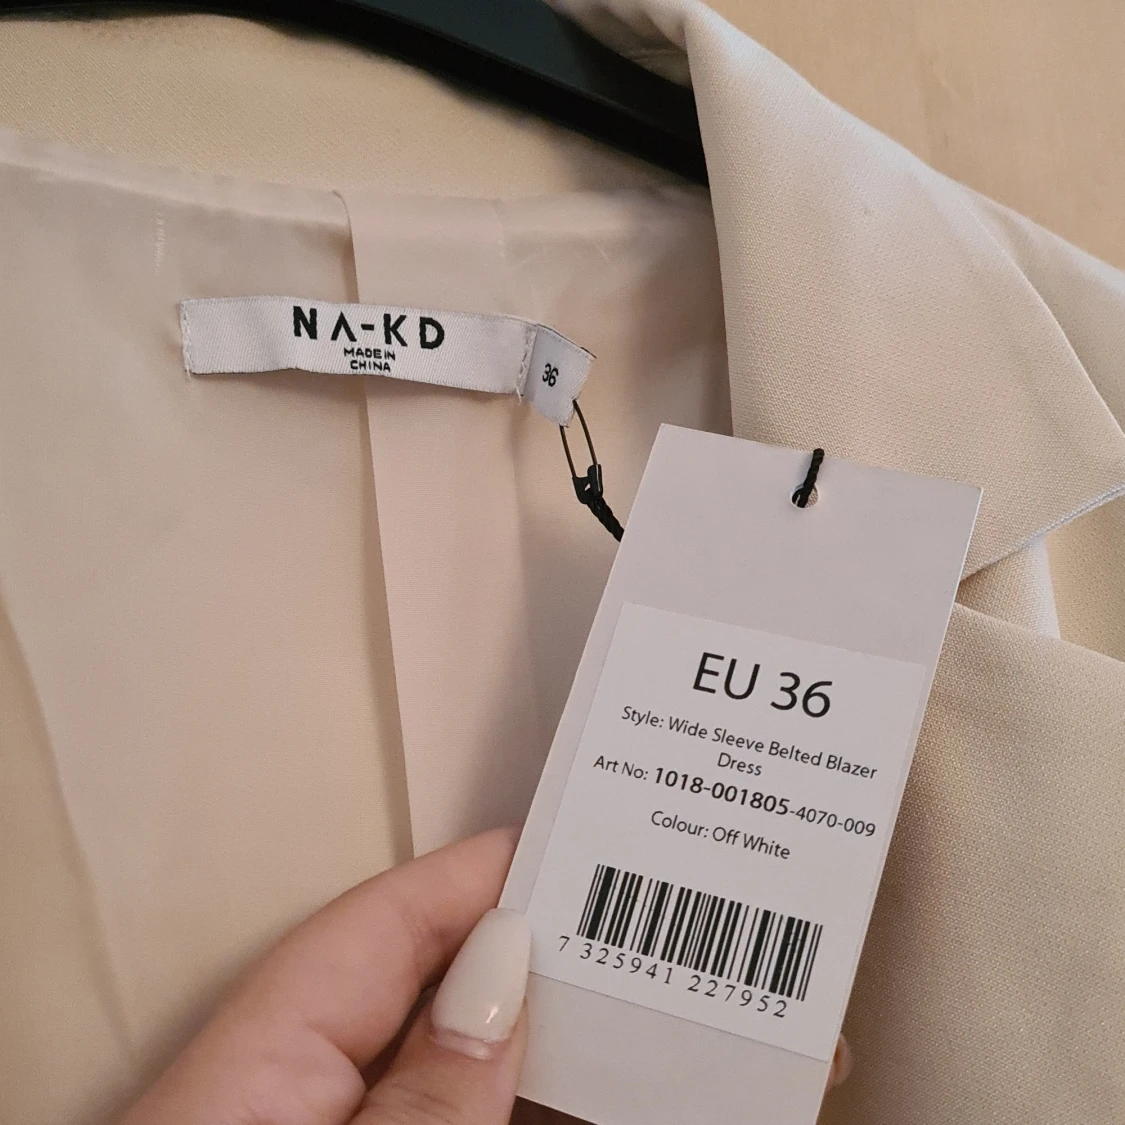 NA-KD
MADE IN
CHINA
36
EU 36
Style: Wide Sleeve Belted Blazer
Dress
Art No: 1018-001805-4070-009
Colour: Off White
7 325941 227952